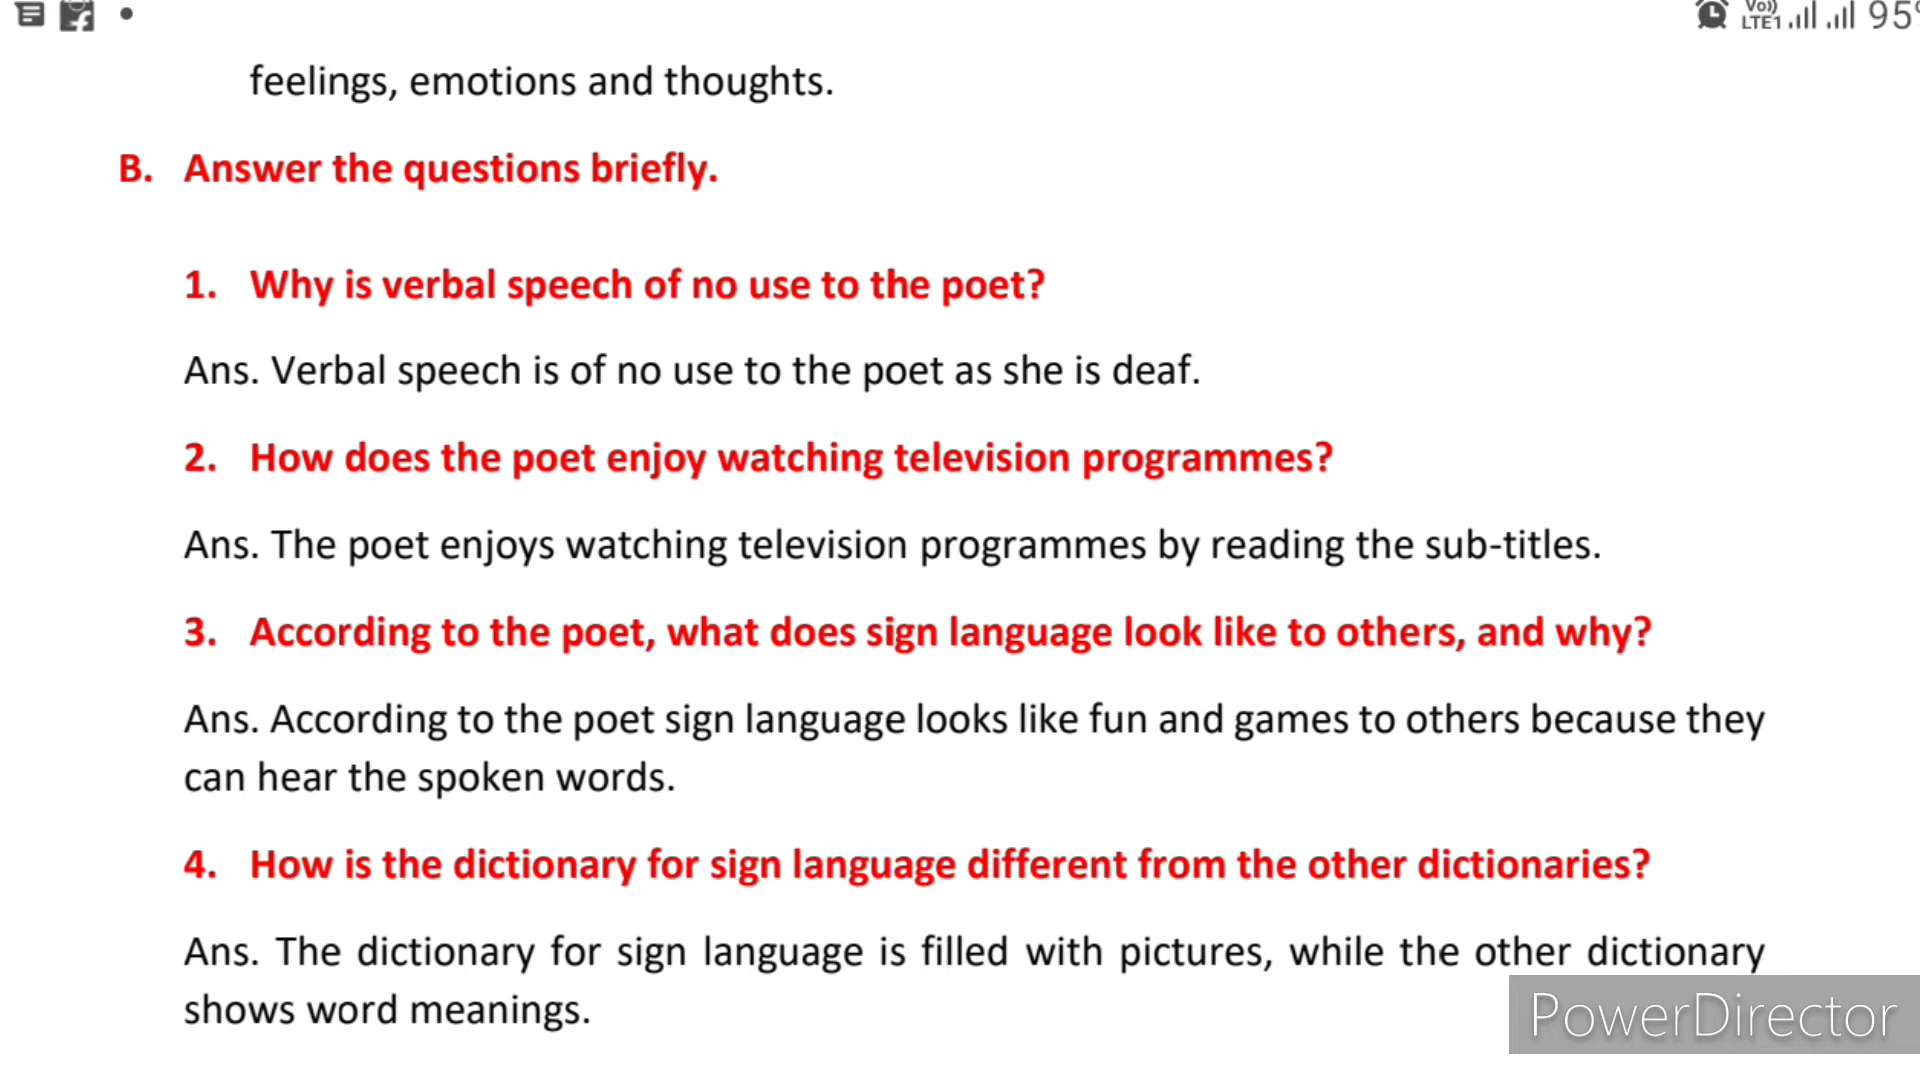 Vo)) LTE1 95
feelings, emotions and thoughts.
B. Answer the questions briefly.
1. Why is verbal speech of no use to the poet?
Ans. Verbal speech is of no use to the poet as she is deaf.
2. How does the poet enjoy watching television programmes?
Ans. The poet enjoys watching television programmes by reading the sub-titles.
3. According to the poet, what does sign language look like to others, and why?
Ans. According to the poet sign language looks like fun and games to others because they
can hear the spoken words.
4. How is the dictionary for sign language different from the other dictionaries?
Ans. The dictionary for sign language is filled with pictures, while the other dictionary
shows word meanings.
PowerDirector